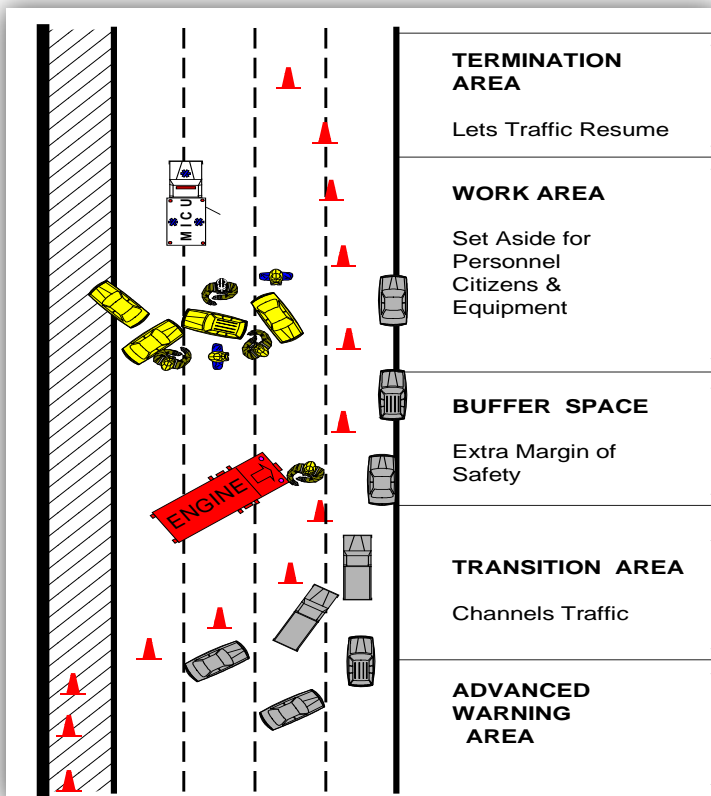 TERMINATION
AREA
Lets Traffic Resume
MICU
WORK AREA
Set Aside for
Personnel
Citizens &
Equipment
BUFFER SPACE
Extra Margin of
Safety
ENGINE
TRANSITION AREA
Channels Traffic
ADVANCED
WARNING
AREA